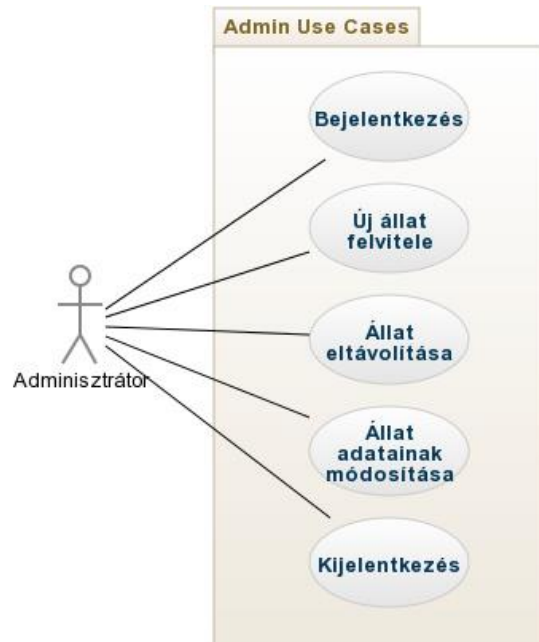 Admin Use Cases
Bejelentkezés
Új állat
felvitele
Állat
eltávolítása
Adminisztrátor
Állat
adatainak
módosítása
Kijelentkezés